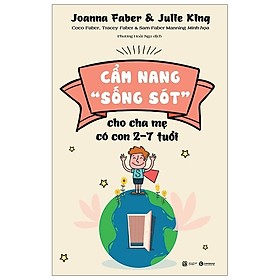 Joanna Faber & Julie King
Coco Faber, Tracey Faber & Sam Faber Manning Minh họa
Phương Hoài Nga dịch
CẨM NANG
“SỐNG SÓT”
cho cha mẹ
có con 2-7 tuổi